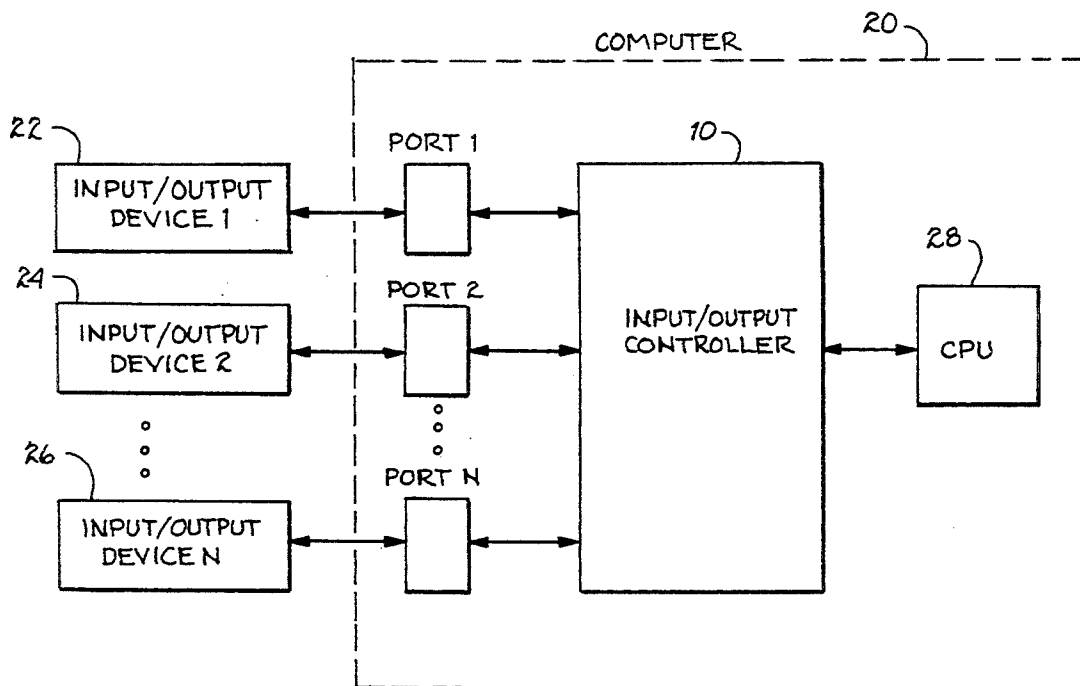 COMPUTER
20
22
PORT 1
10
INPUT/OUTPUT
DEVICE 1
28
24
PORT 2
INPUT/OUTPUT
DEVICE 2
INPUT/OUTPUT
CONTROLLER
CPU
26
PORT N
INPUT/OUTPUT
DEVICE N